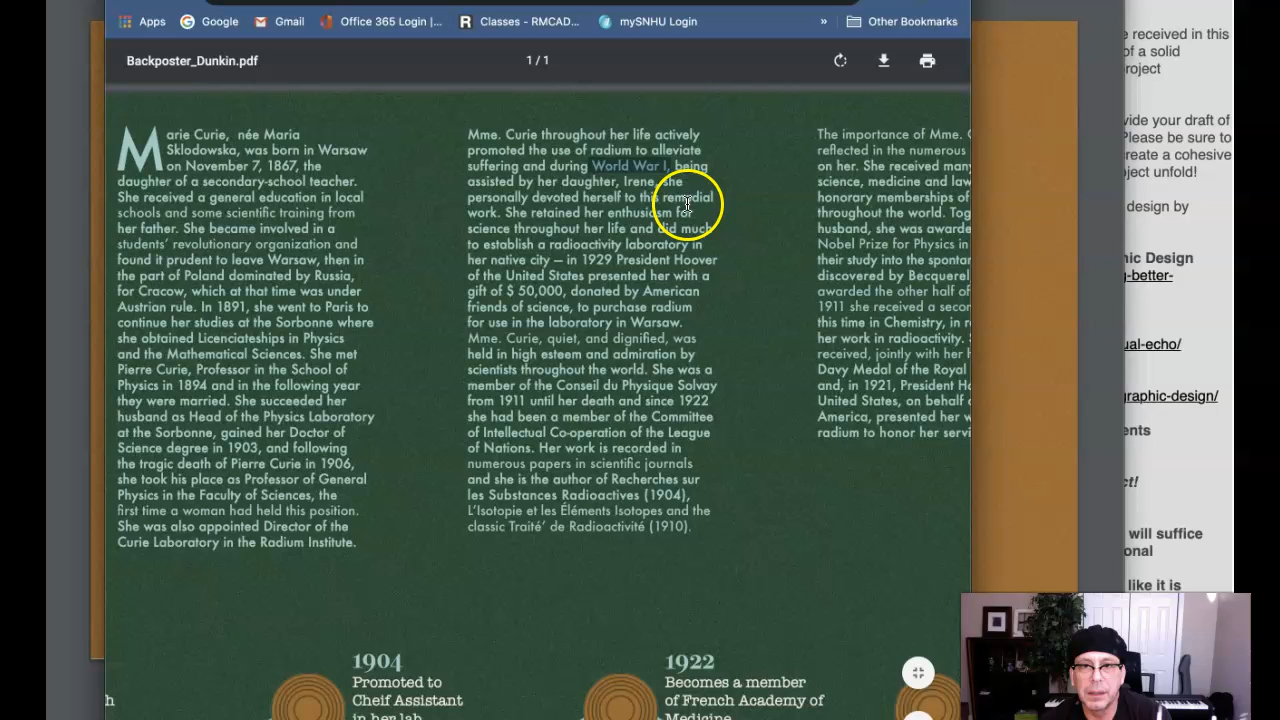 Apps Google Gmail Office 365 Login |... Classes - RMCAD... mySNHU Login » Other Bookmarks
Backposter_Dunkin.pdf 1 / 1
Marie Curie, née Maria
Sklodowska, was born in Warsaw
on November 7, 1867, the
daughter of a secondary-school teacher.
She received a general education in local
schools and some scientific training from
her father. She became involved in a
students’ revolutionary organization and
found it prudent to leave Warsaw, then in
the part of Poland dominated by Russia,
for Cracow, which at that time was under
Austrian rule. In 1891, she went to Paris to
continue her studies at the Sorbonne where
she obtained Licenciateships in Physics
and the Mathematical Sciences. She met
Pierre Curie, Professor in the School of
Physics in 1894 and in the following year
they were married. She succeeded her
husband as Head of the Physics Laboratory
at the Sorbonne, gained her Doctor of
Science degree in 1903, and following
the tragic death of Pierre Curie in 1906,
she took his place as Professor of General
Physics in the Faculty of Sciences, the
first time a woman had held this position.
She was also appointed Director of the
Curie Laboratory in the Radium Institute.
Mme. Curie throughout her life actively
promoted the use of radium to alleviate
suffering and during World War I, being
assisted by her daughter, Irene, she
personally devoted herself to this remedial
work. She retained her enthusiasm for
science throughout her life and did much
to establish a radioactivity laboratory in
her native city – in 1929 President Hoover
of the United States presented her with a
gift of $ 50,000, donated by American
friends of science, to purchase radium
for use in the laboratory in Warsaw.
Mme. Curie, quiet, and dignified, was
held in high esteem and admiration by
scientists throughout the world. She was a
member of the Conseil du Physique Solvay
from 1911 until her death and since 1922
she had been a member of the Committee
of Intellectual Co-operation of the League
of Nations. Her work is recorded in
numerous papers in scientific journals
and she is the author of Recherches sur
les Substances Radioactives (1904),
L’Isotopie et les Éléments Isotopes and the
classic Traité’ de Radioactivité (1910).
The importance of Mme. C
reflected in the numerous
on her. She received many
science, medicine and law
honorary memberships of
throughout the world. Tog
husband, she was awarde
Nobel Prize for Physics in
their study into the spontan
discovered by Becquerel
awarded the other half of
1911 she received a secon
this time in Chemistry, in r
her work in radioactivity. S
received, jointly with her h
Davy Medal of the Royal
and, in 1921, President Ha
United States, on behalf o
America, presented her w
radium to honor her servi
h
1904
Promoted to
Cheif Assistant
in her lab
1922
Becomes a member
of French Academy of
Medicine
e received in this
of a solid
roject
vide your draft of
Please be sure to
create a cohesive
ject unfold!
design by
nic Design
g-better-
ual-echo/
graphic-design/
ents
ct!
will suffice
onal
like it is